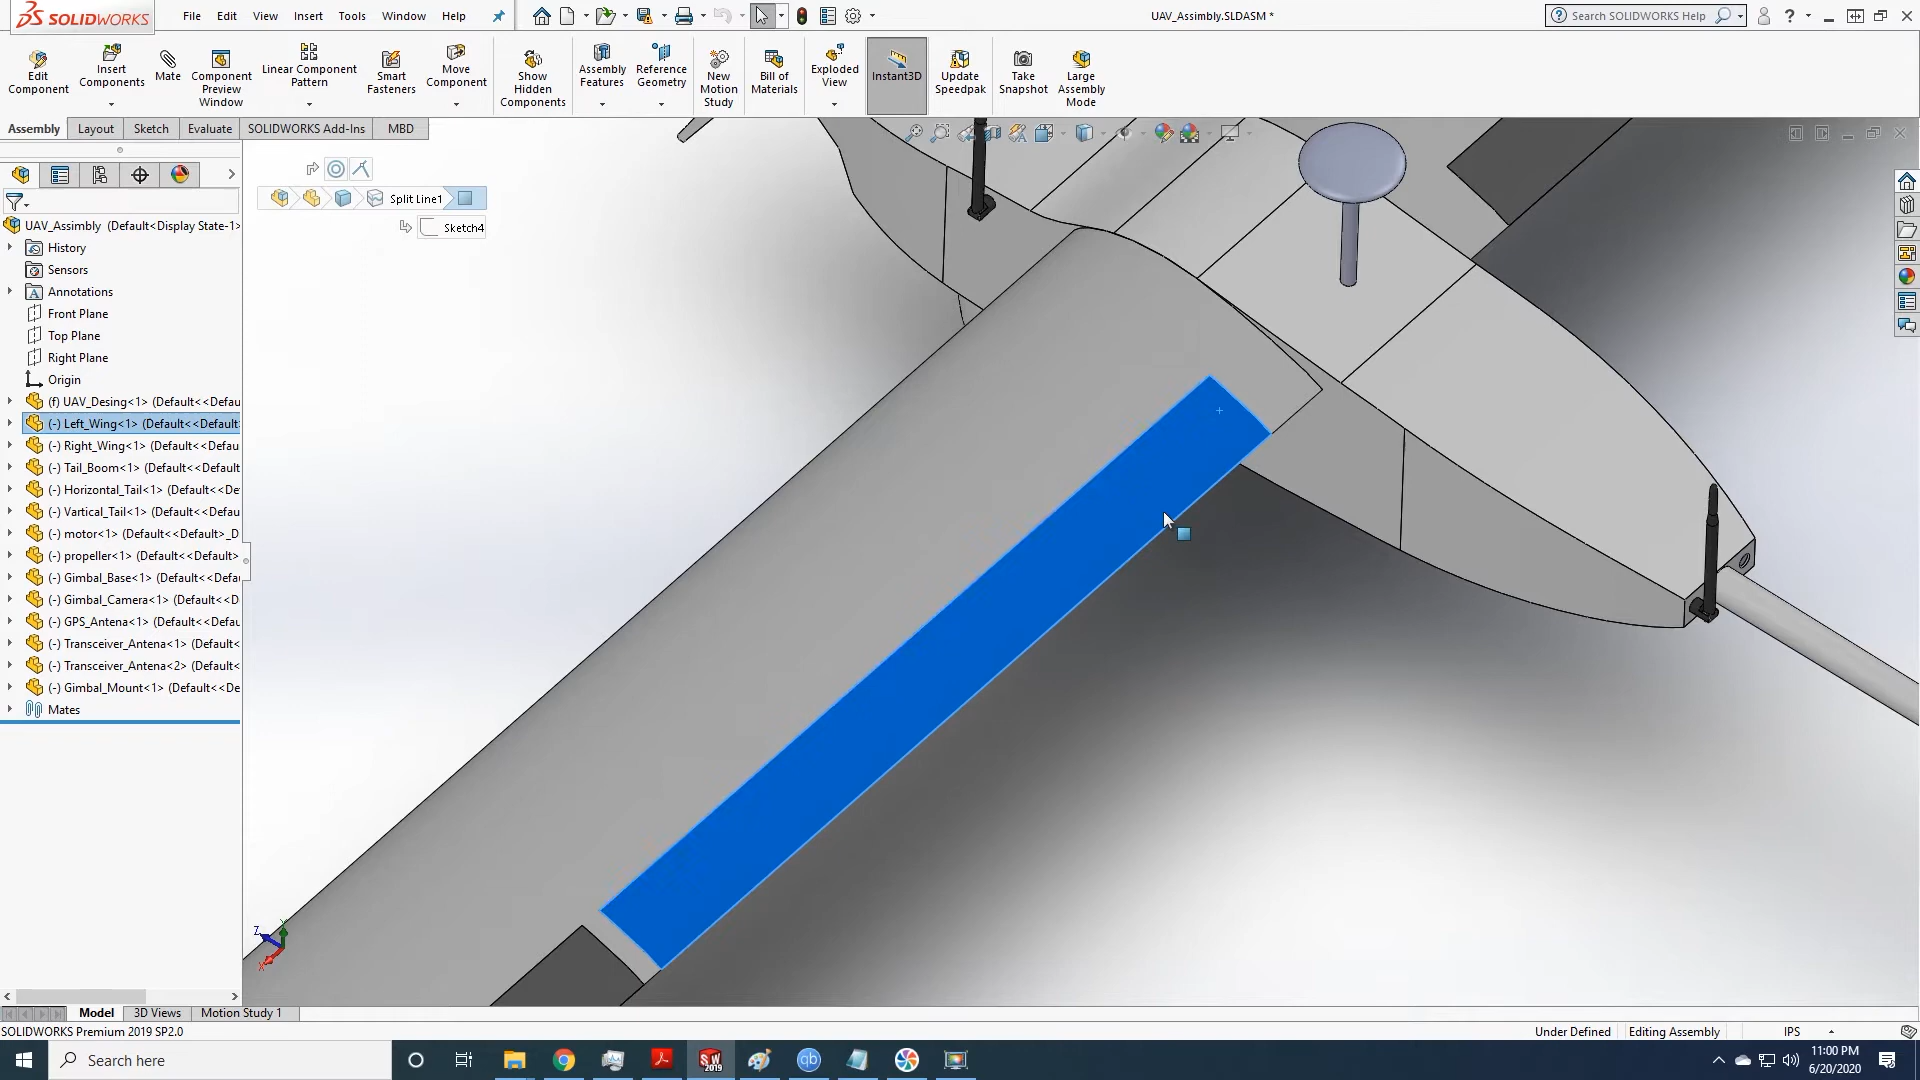 SOLIDWORKS
File Edit View Insert Tools Window Help
UAV_Assimbly.SLDASM *
Search SOLIDWORKS Help
Edit Component
Insert Components
Mate
Component Preview Window
Linear Component Pattern
Smart Fasteners
Move Component
Show Hidden Components
Assembly Features
Reference Geometry
New Motion Study
Bill of Materials
Exploded View
Instant3D
Update Speedpak
Take Snapshot
Large Assembly Mode
Assembly Layout Sketch Evaluate SOLIDWORKS Add-Ins MBD
Split Line1
Sketch4
UAV_Assimbly (Default<Display State-1>
History
Sensors
Annotations
Front Plane
Top Plane
Right Plane
Origin
(f) UAV_Desing<1> (Default<<Defau
(-) Left_Wing<1> (Default<<Default
(-) Right_Wing<1> (Default<<Defau
(-) Tail_Boom<1> (Default<<Default
(-) Horizontal_Tail<1> (Default<<De
(-) Vartical_Tail<1> (Default<<Defau
(-) motor<1> (Default<Default>_D
(-) propeller<1> (Default<Default>
(-) Gimbal_Base<1> (Default<<Defau
(-) Gimbal_Camera<1> (Default<<D
(-) GPS_Antena<1> (Default<<Defau
(-) Transceiver_Antena<1> (Default<
(-) Transceiver_Antena<2> (Default<
(-) Gimbal_Mount<1> (Default<<De
Mates
Z
Y
X
Model 3D Views Motion Study 1
SOLIDWORKS Premium 2019 SP2.0
Under Defined Editing Assembly IPS
Search here
11:00 PM
6/20/2020